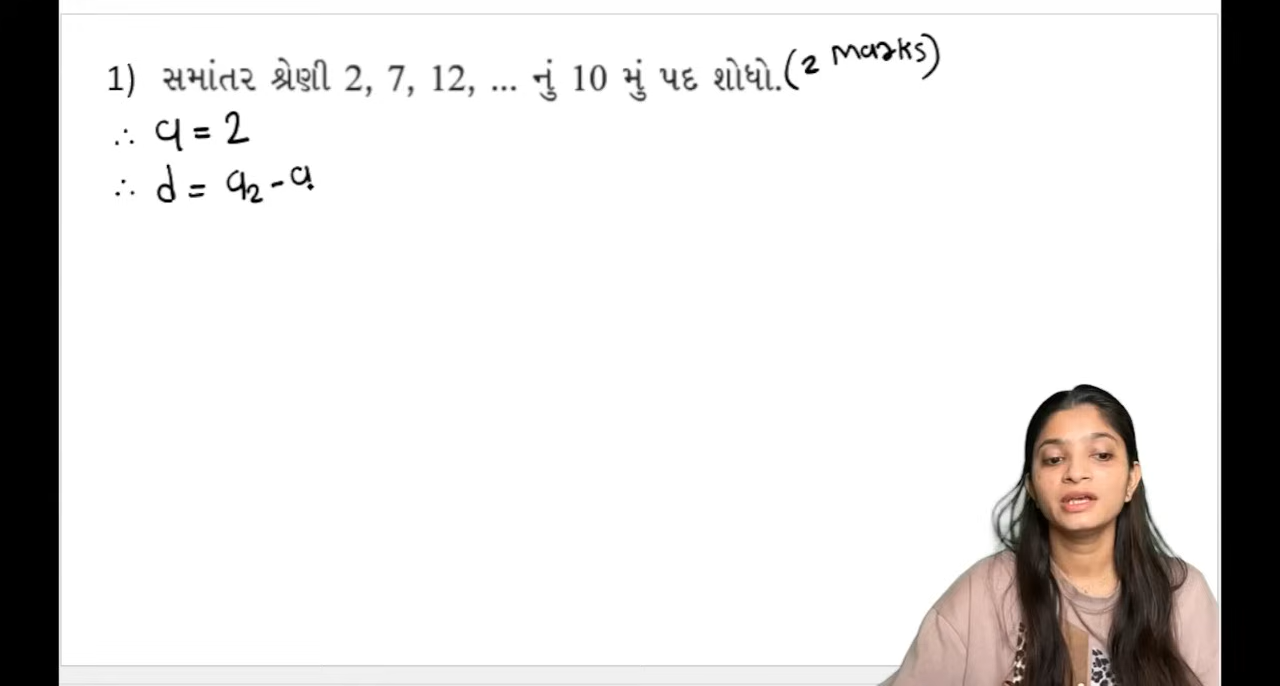 1) સમાંતર શ્રેણી 2, 7, 12, ... નું 10 મું પદ શોધો. (2 marks)
∴ a = 2
∴ d = a₂ - a